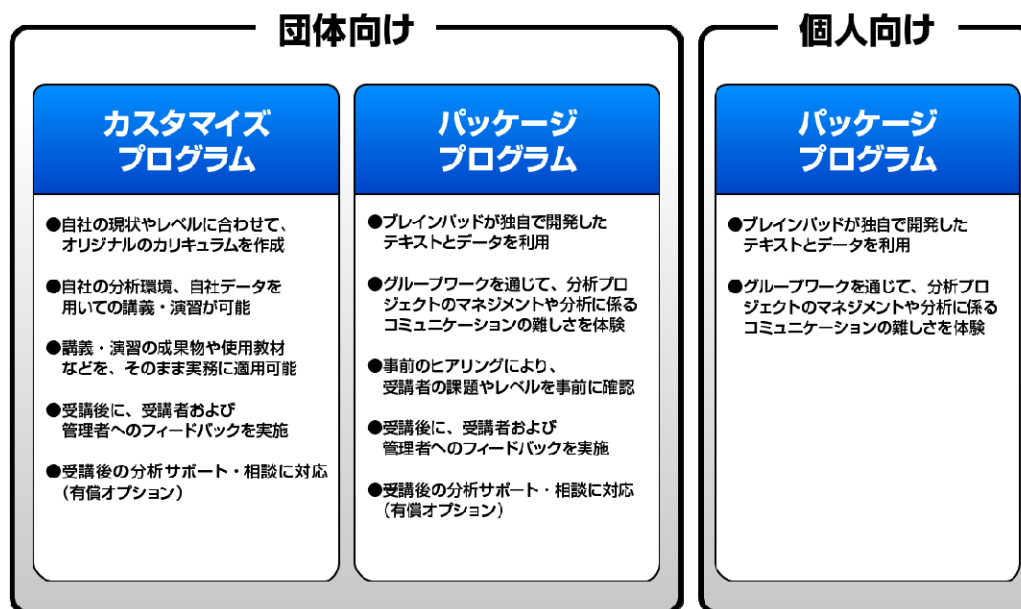 団体向け
カスタマイズ
プログラム
●自社の現状やレベルに合わせて、
オリジナルのカリキュラムを作成
●自社の分析環境、自社データを
用いての講義・演習が可能
●講義・演習の成果物や使用教材
などを、そのまま実務に適用可能
●受講後に、受講者および
管理者へのフィードバックを実施
●受講後の分析サポート・相談に対応
(有償オプション)
パッケージ
プログラム
●ブレインパッドが独自で開発した
テキストとデータを利用
●グループワークを通じて、分析プロ
ジェクトのマネジメントや分析に係る
コミュニケーションの難しさを体験
●事前のヒアリングにより、
受講者の課題やレベルを事前に確認
●受講後に、受講者および
管理者へのフィードバックを実施
●受講後の分析サポート・相談に対応
(有償オプション)
個人向け
パッケージ
プログラム
●ブレインパッドが独自で開発した
テキストとデータを利用
●グループワークを通じて、分析プロ
ジェクトのマネジメントや分析に係る
コミュニケーションの難しさを体験